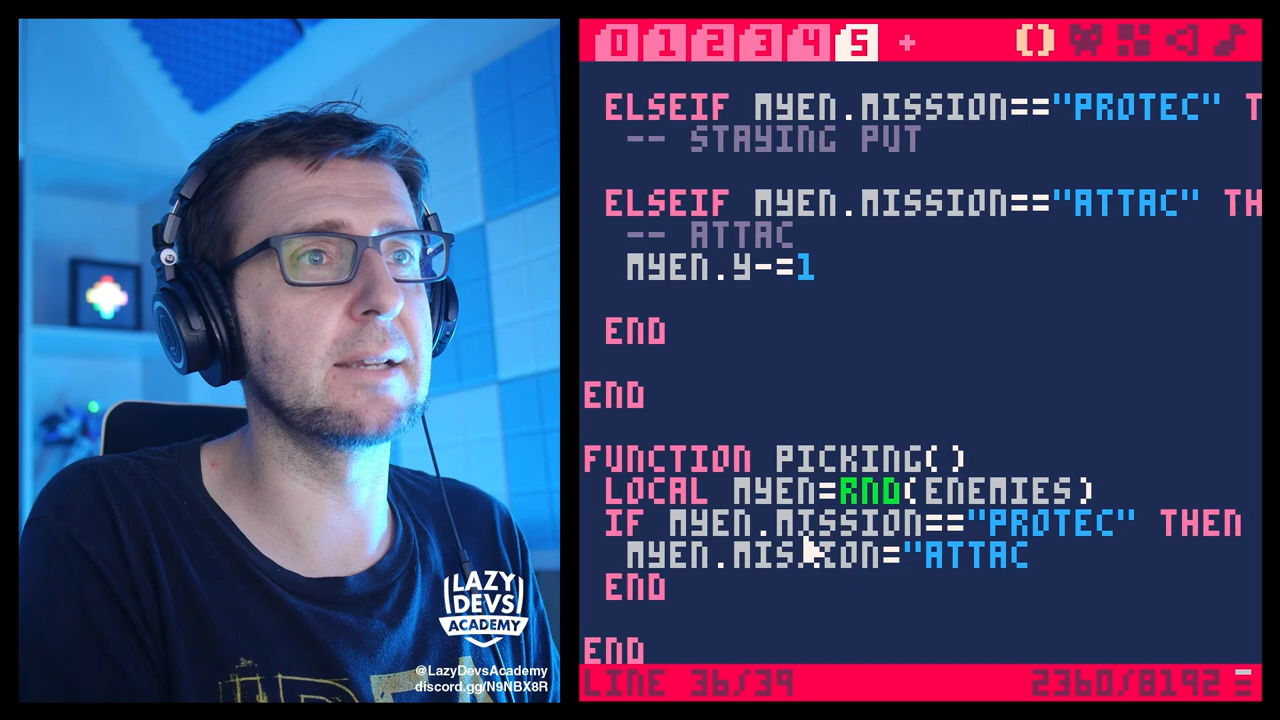 LAZY
DEVS
ACADEMY
@LazyDevsAcademy
discord.gg/N9NBX8R
0 1 2 3 4 5 +
ELSEIF MYEN.MISSION=="PROTEC" T
-- STAYING PUT
ELSEIF MYEN.MISSION=="ATTAC" TH
-- ATTAC
MYEN.Y-=1
END
END
FUNCTION PICKING()
LOCAL MYEN=RND(ENEMIES)
IF MYEN.MISSION=="PROTEC" THEN
MYEN.MISSION="ATTAC
END
END
LINE 36/39 2360/8192